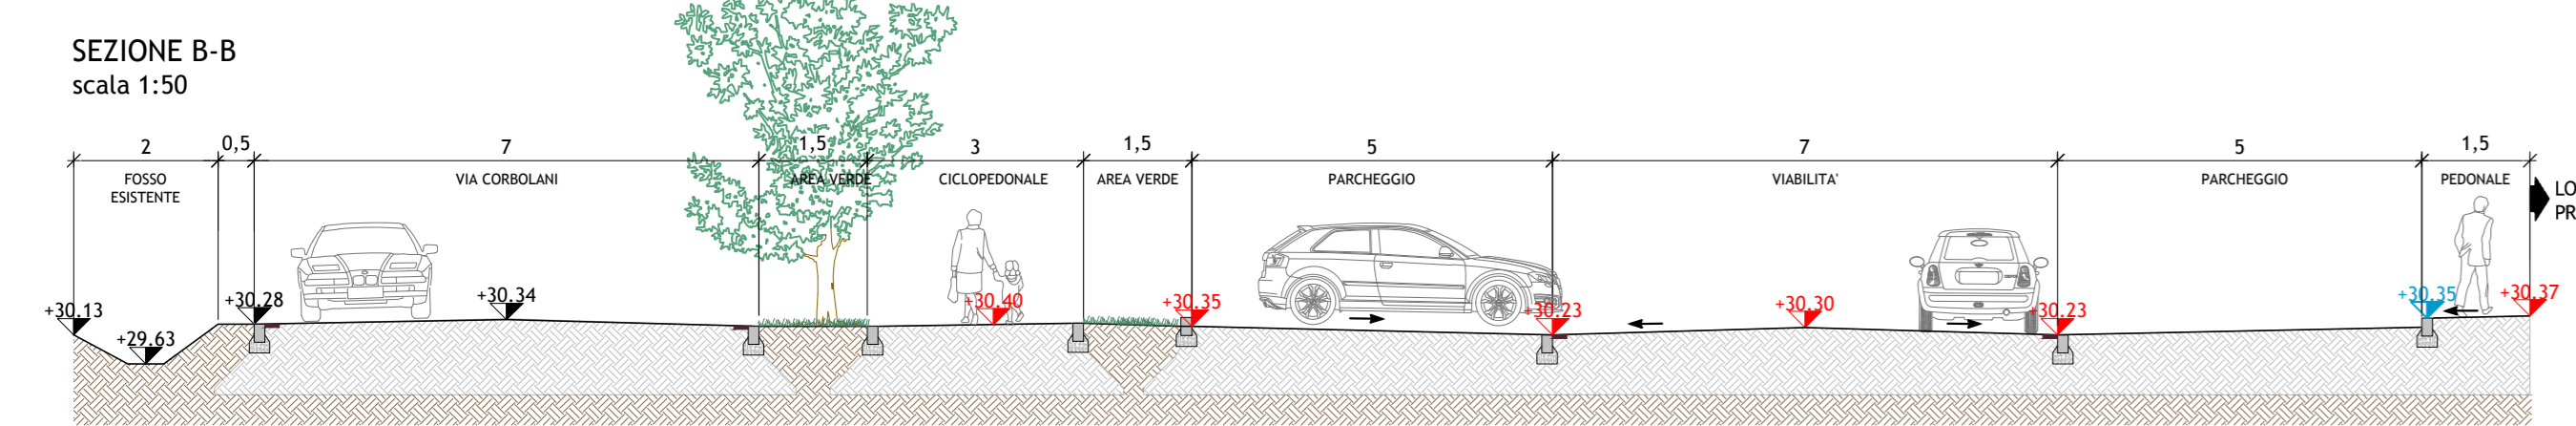 SEZIONE B-B
scala 1:50
2 0,5 7 1,5 3 1,5 5 7 5 1,5
FOSSO
ESISTENTE
VIA CORBOLANI
AREA VERDE
CICLOPEDONALE
AREA VERDE
PARCHEGGIO
VIABILITA'
PARCHEGGIO
PEDONALE
LO
PR
+30.13
+29.63
+30.28
+30.34
+30.40
+30.35
+30.23
+30.30
+30.23
+30.35
+30.37